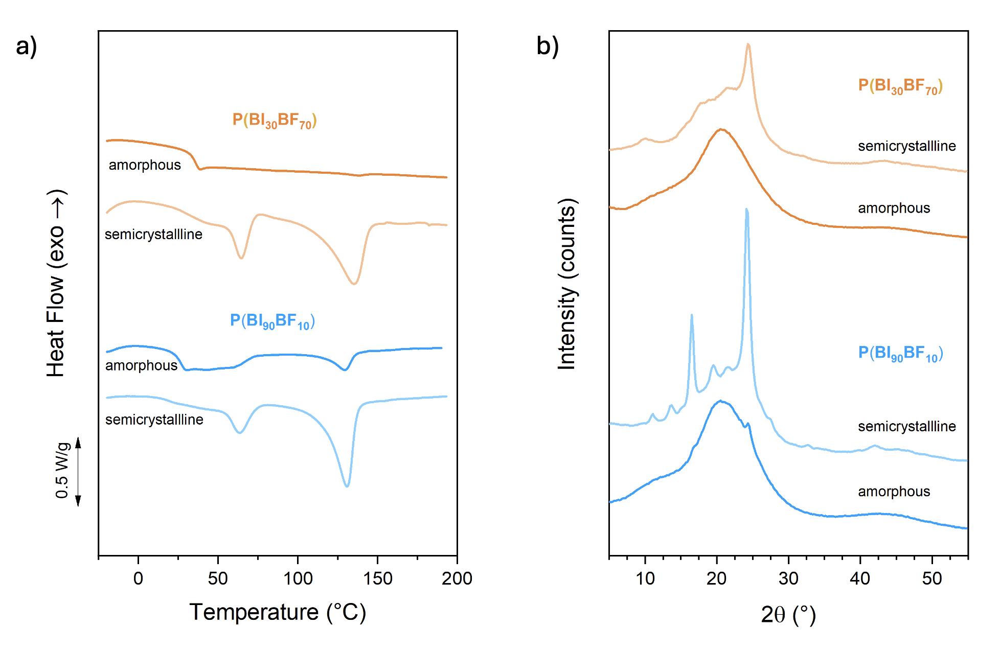 a)
P(BI30BF70)
amorphous
semicrystallline
P(BI90BF10)
amorphous
semicrystallline
0.5 W/g
Heat Flow (exo →)
0 50 100 150 200
Temperature (°C)
b)
P(BI30BF70)
semicrystallline
amorphous
P(BI90BF10)
semicrystallline
amorphous
Intensity (counts)
10 20 30 40 50
2θ (°)